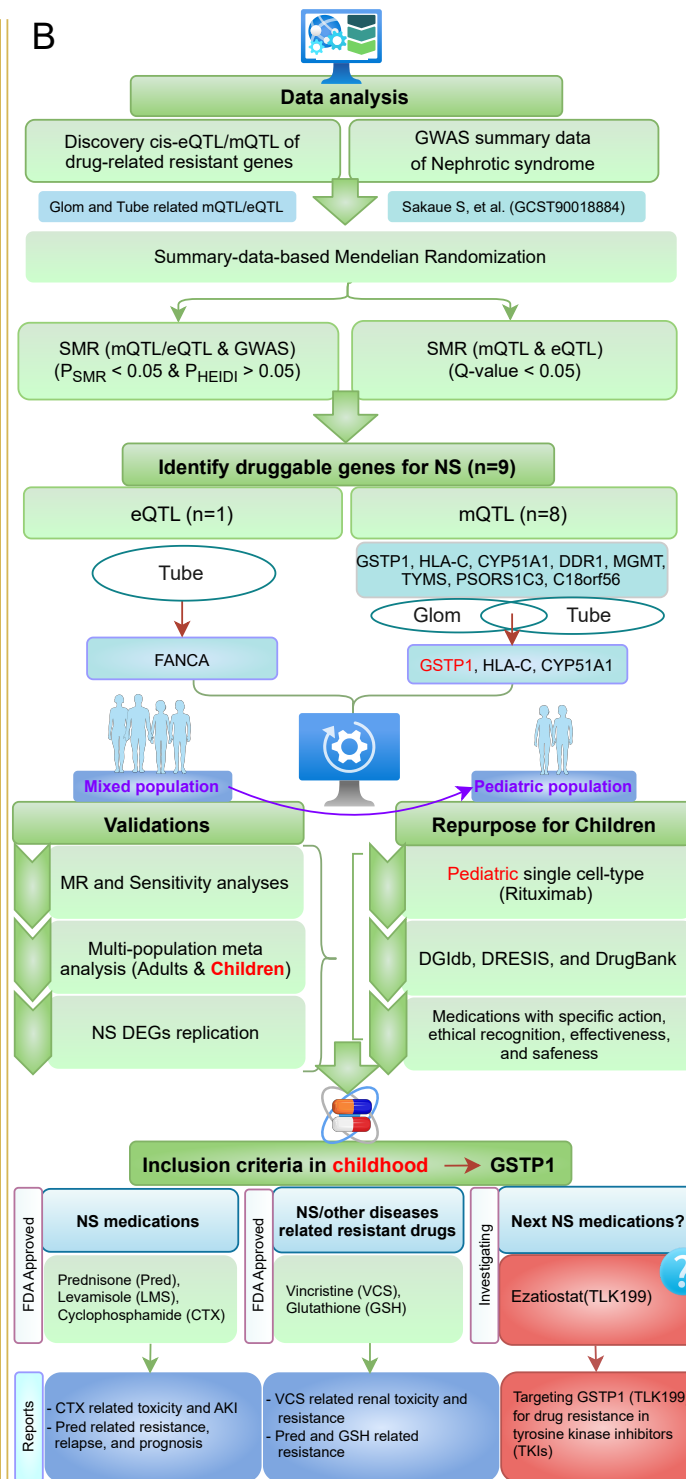 B
Data analysis
Discovery cis-eQTL/mQTL of
drug-related resistant genes
GWAS summary data
of Nephrotic syndrome
Glom and Tube related mQTL/eQTL
Sakaue S, et al. (GCST90018884)
Summary-data-based Mendelian Randomization
SMR (mQTL/eQTL & GWAS)
(PSMR < 0.05 & PHEIDI > 0.05)
SMR (mQTL & eQTL)
(Q-value < 0.05)
Identify druggable genes for NS (n=9)
eQTL (n=1)
mQTL (n=8)
GSTP1, HLA-C, CYP51A1, DDR1, MGMT,
TYMS, PSORS1C3, C18orf56
Tube
Glom
Tube
FANCA
GSTP1, HLA-C, CYP51A1
Mixed population
Pediatric population
Validations
Repurpose for Children
MR and Sensitivity analyses
Multi-population meta
analysis (Adults & Children)
NS DEGs replication
Pediatric single cell-type
(Rituximab)
DGIdb, DRESIS, and DrugBank
Medications with specific action,
ethical recognition, effectiveness,
and safeness
Inclusion criteria in childhood → GSTP1
FDA Approved
NS medications
Prednisone (Pred),
Levamisole (LMS),
Cyclophosphamide (CTX)
FDA Approved
NS/other diseases
related resistant drugs
Vincristine (VCS),
Glutathione (GSH)
Investigating
Next NS medications?
?
Ezatiostat(TLK199)
Reports
- CTX related toxicity and AKI
- Pred related resistance,
relapse, and prognosis
- VCS related renal toxicity and
resistance
- Pred and GSH related
resistance
Targeting GSTP1 (TLK199
for drug resistance in
tyrosine kinase inhibitors
(TKIs)